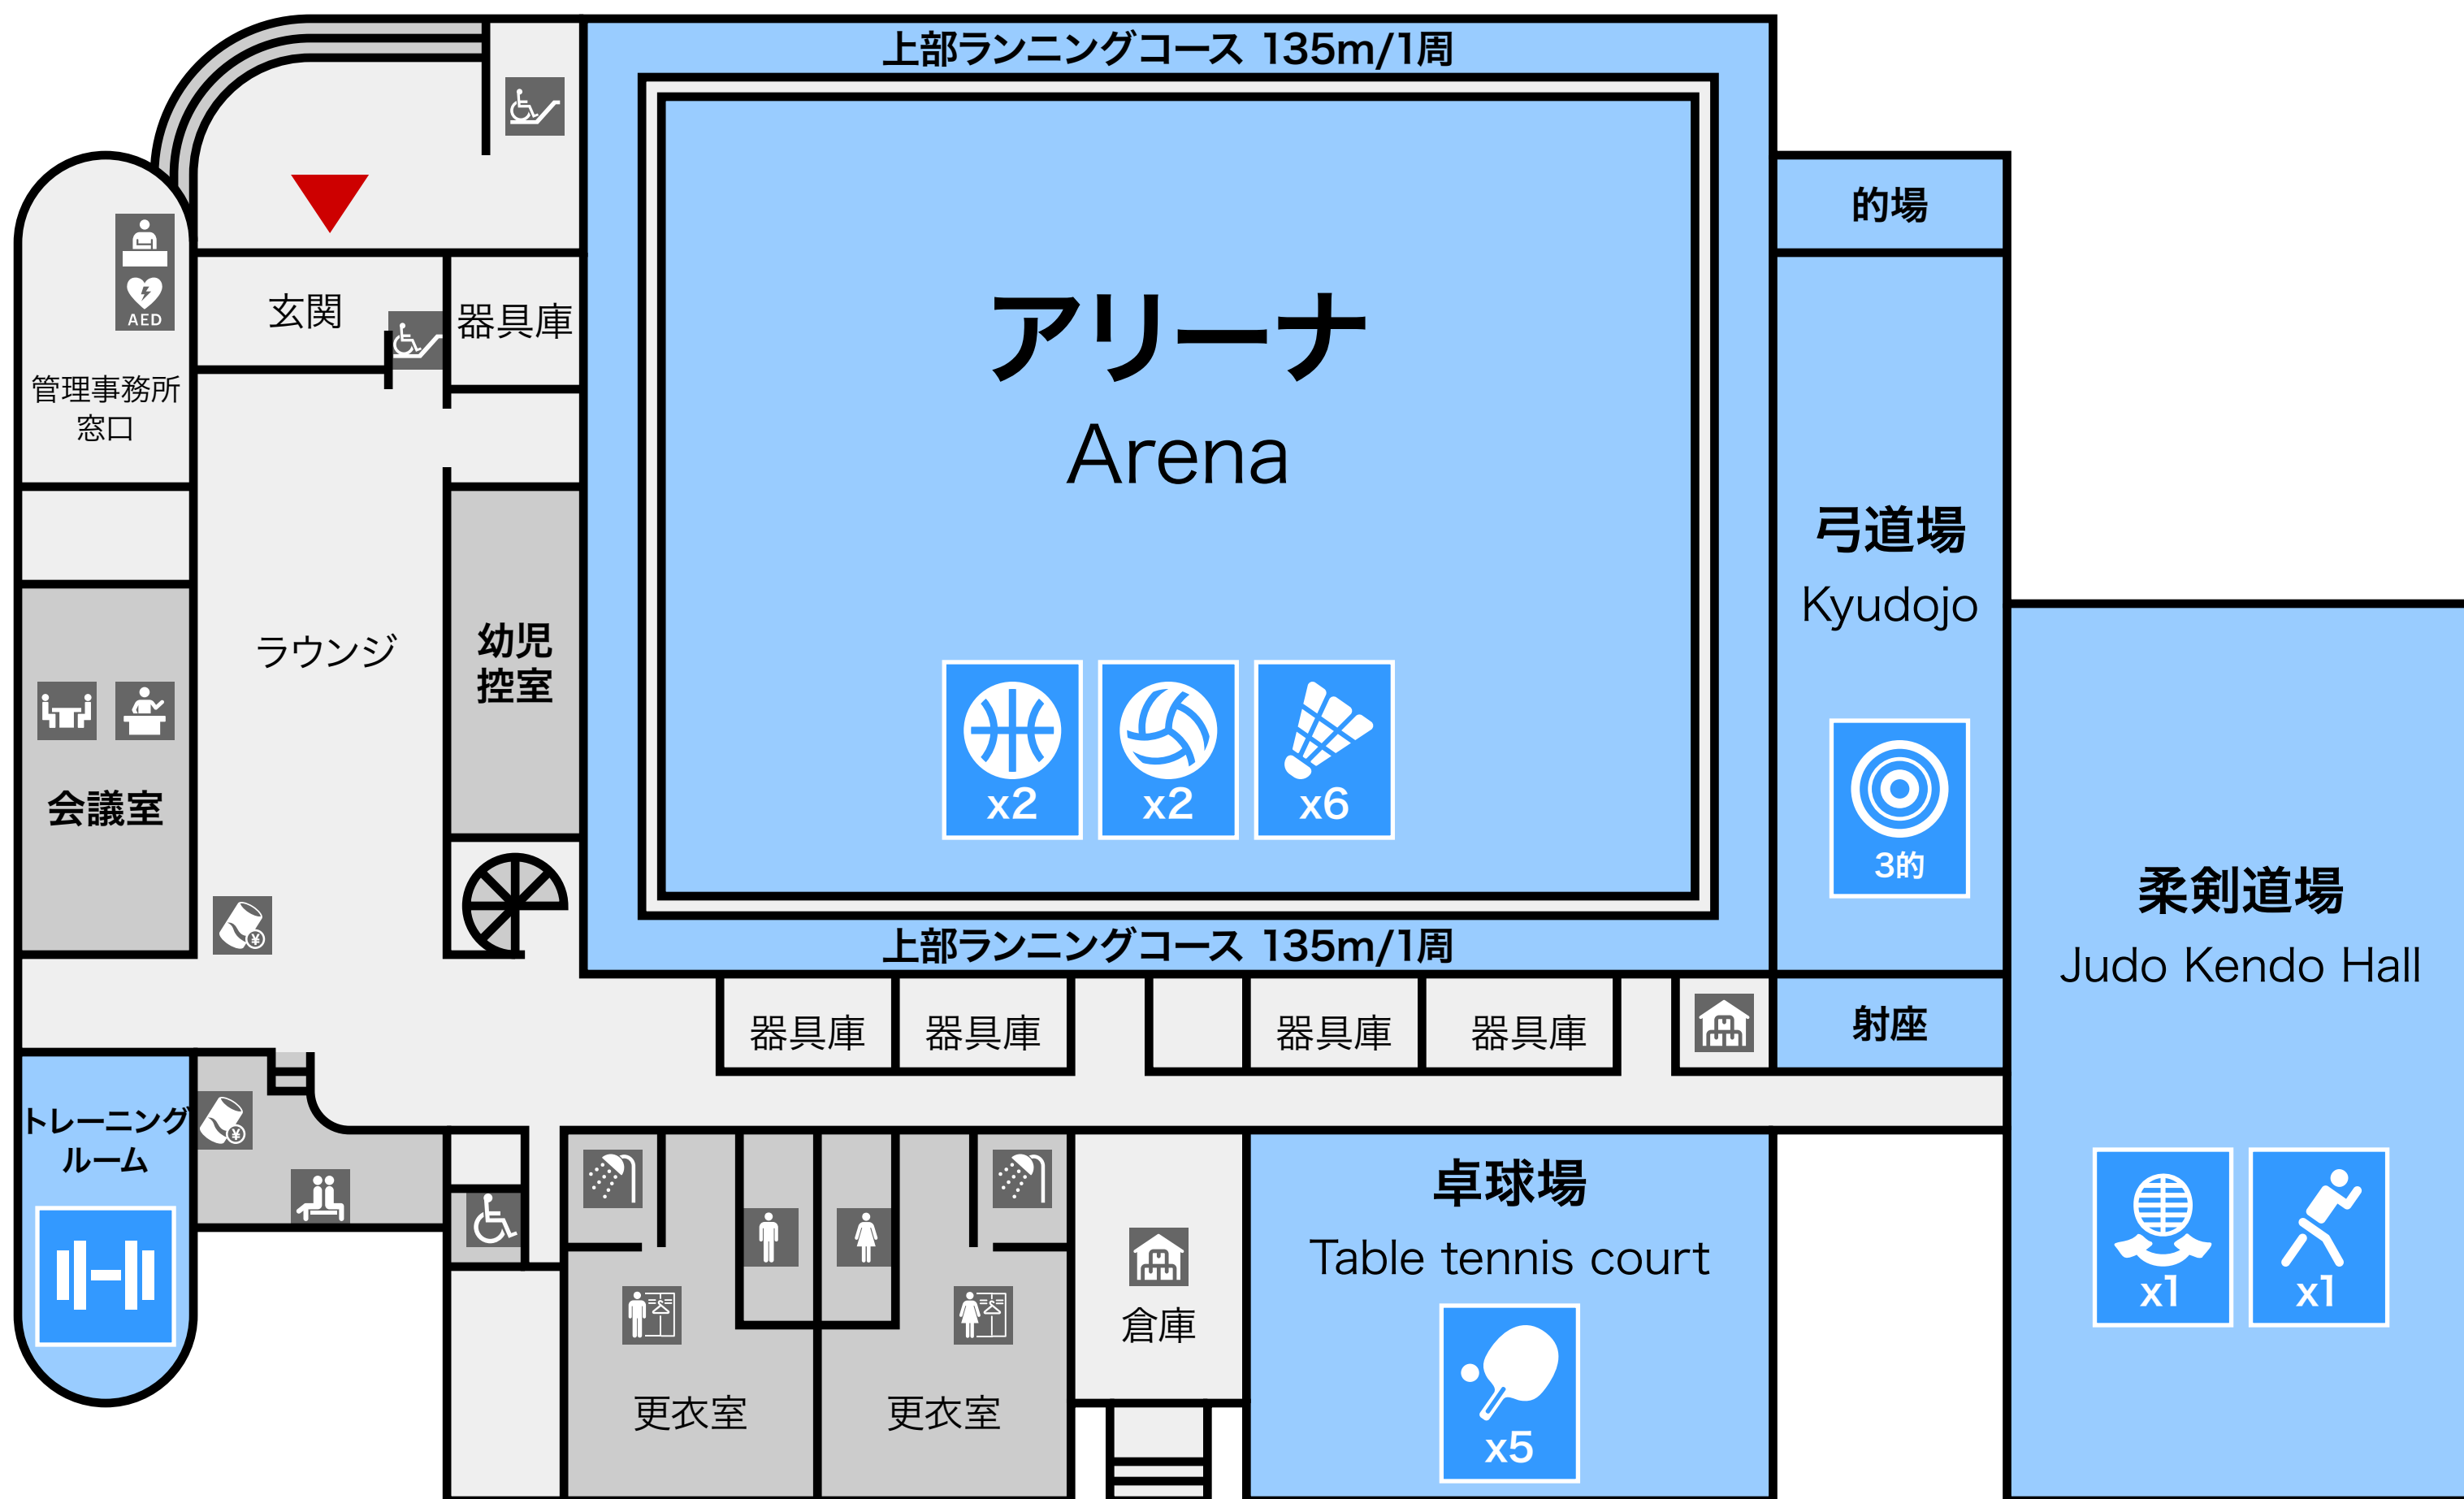 上部ランニングコース 135m/1周
的場
AED
玄関
器具庫
管理事務所
窓口
アリーナ
Arena
弓道場
Kyudojo
ラウンジ
幼児
控室
会議室
x2
x2
x6
3的
柔剣道場
Judo Kendo Hall
上部ランニングコース 135m/1周
器具庫
器具庫
器具庫
器具庫
射座
トレーニング
ルーム
卓球場
Table tennis court
x1
x1
倉庫
更衣室
更衣室
x5